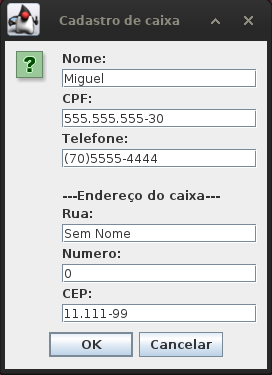 Cadastro de caixa
?
Nome:
Miguel
CPF:
555.555.555-30
Telefone:
(70)5555-4444
---Endereço do caixa---
Rua:
Sem Nome
Numero:
0
CEP:
11.111-99
OK Cancelar